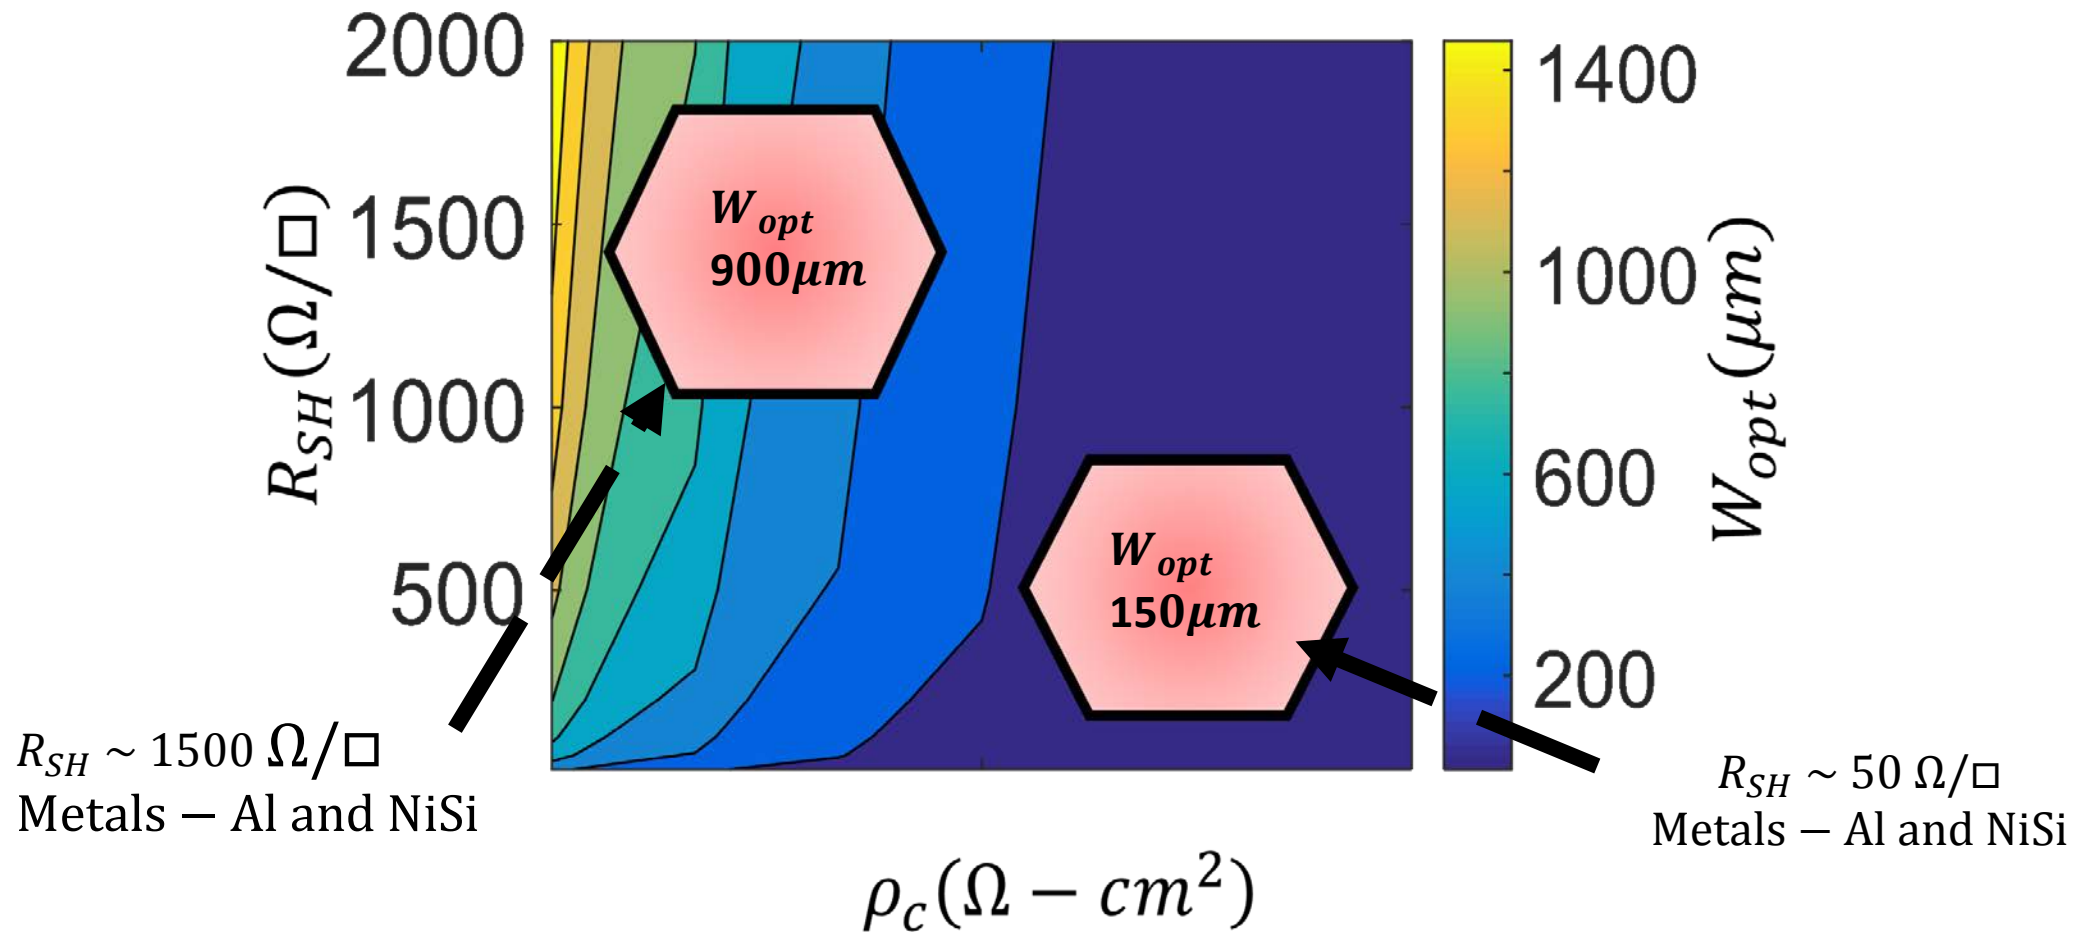 2000
1500
1000
500
R_SH (Ω/□)
W_opt
900μm
W_opt
150μm
1400
1000
600
200
W_opt (μm)
R_SH ~ 1500 Ω/□
Metals − Al and NiSi
R_SH ~ 50 Ω/□
Metals − Al and NiSi
ρ_c (Ω − cm²)